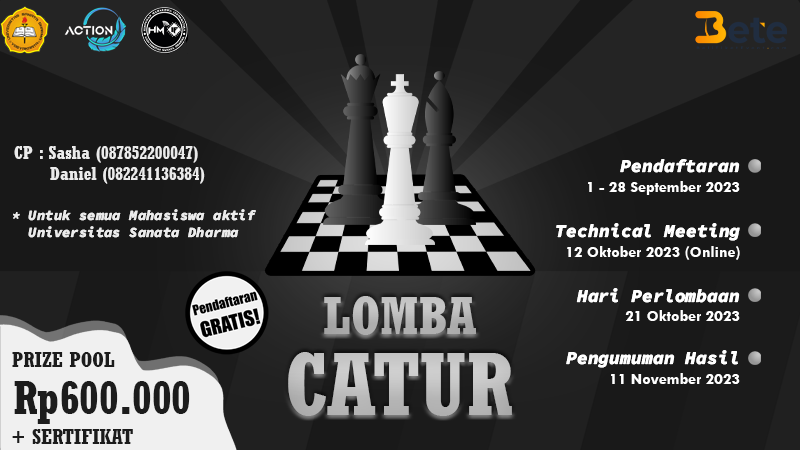 ACTION
HM
Bete
CP : Sasha (087852200047)
Daniel (082241136384)
* Untuk semua Mahasiswa aktif
Universitas Sanata Dharma
Pendaftaran
GRATIS!
PRIZE POOL
Rp600.000
+ SERTIFIKAT
LOMBA
CATUR
Pendaftaran
1 - 28 September 2023
Technical Meeting
12 Oktober 2023 (Online)
Hari Perlombaan
21 Oktober 2023
Pengumuman Hasil
11 November 2023